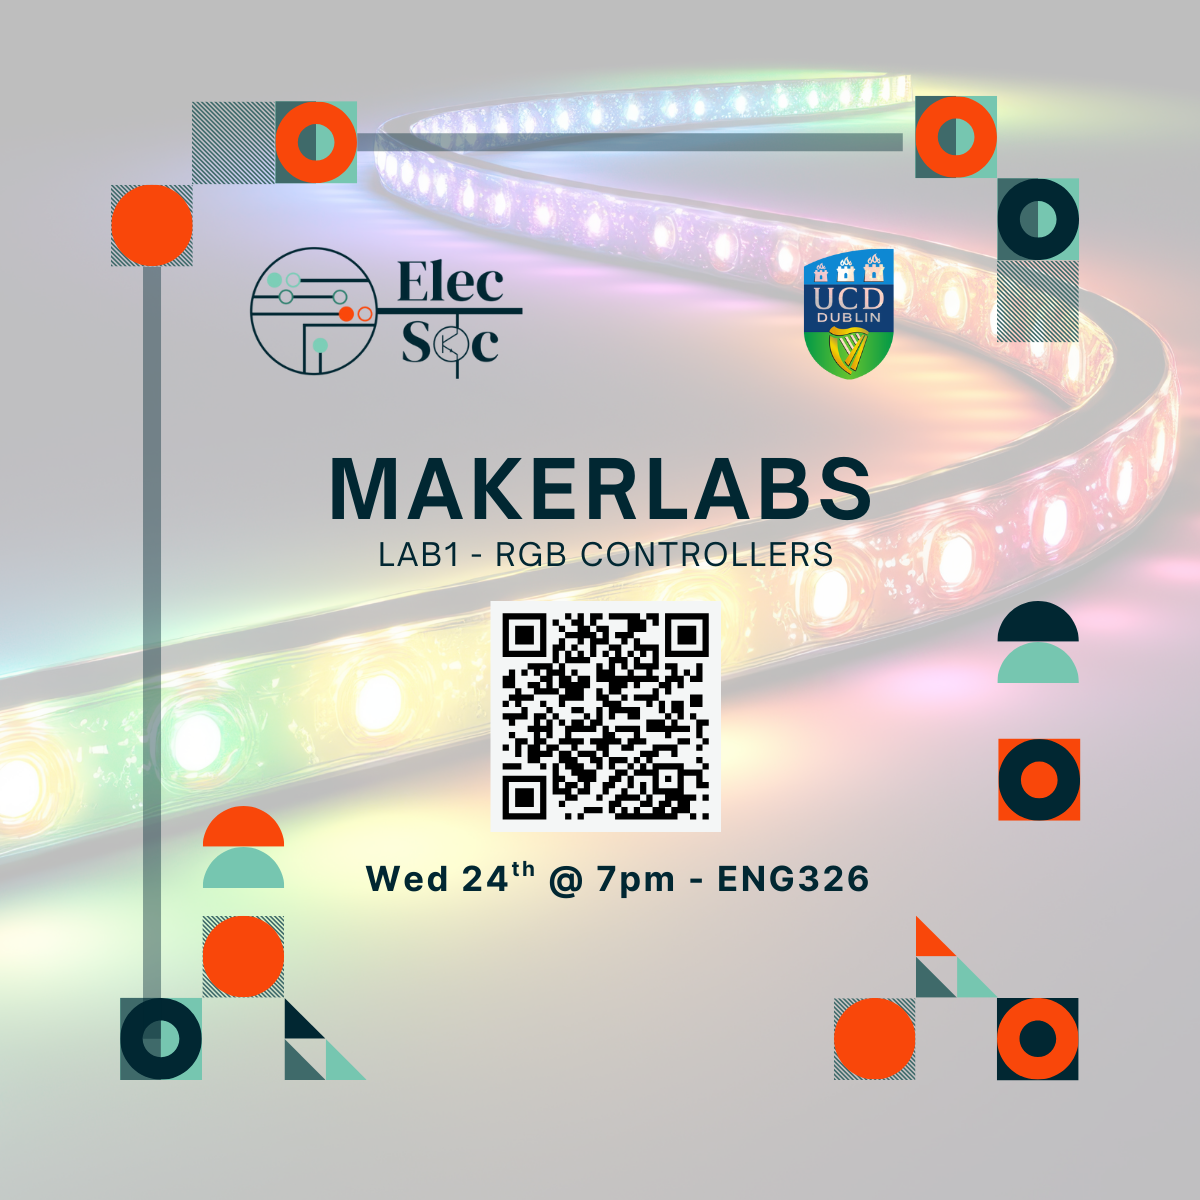 Elec
Soc
UCD
DUBLIN
MAKERLABS
LAB1 - RGB CONTROLLERS
Wed 24th @ 7pm - ENG326